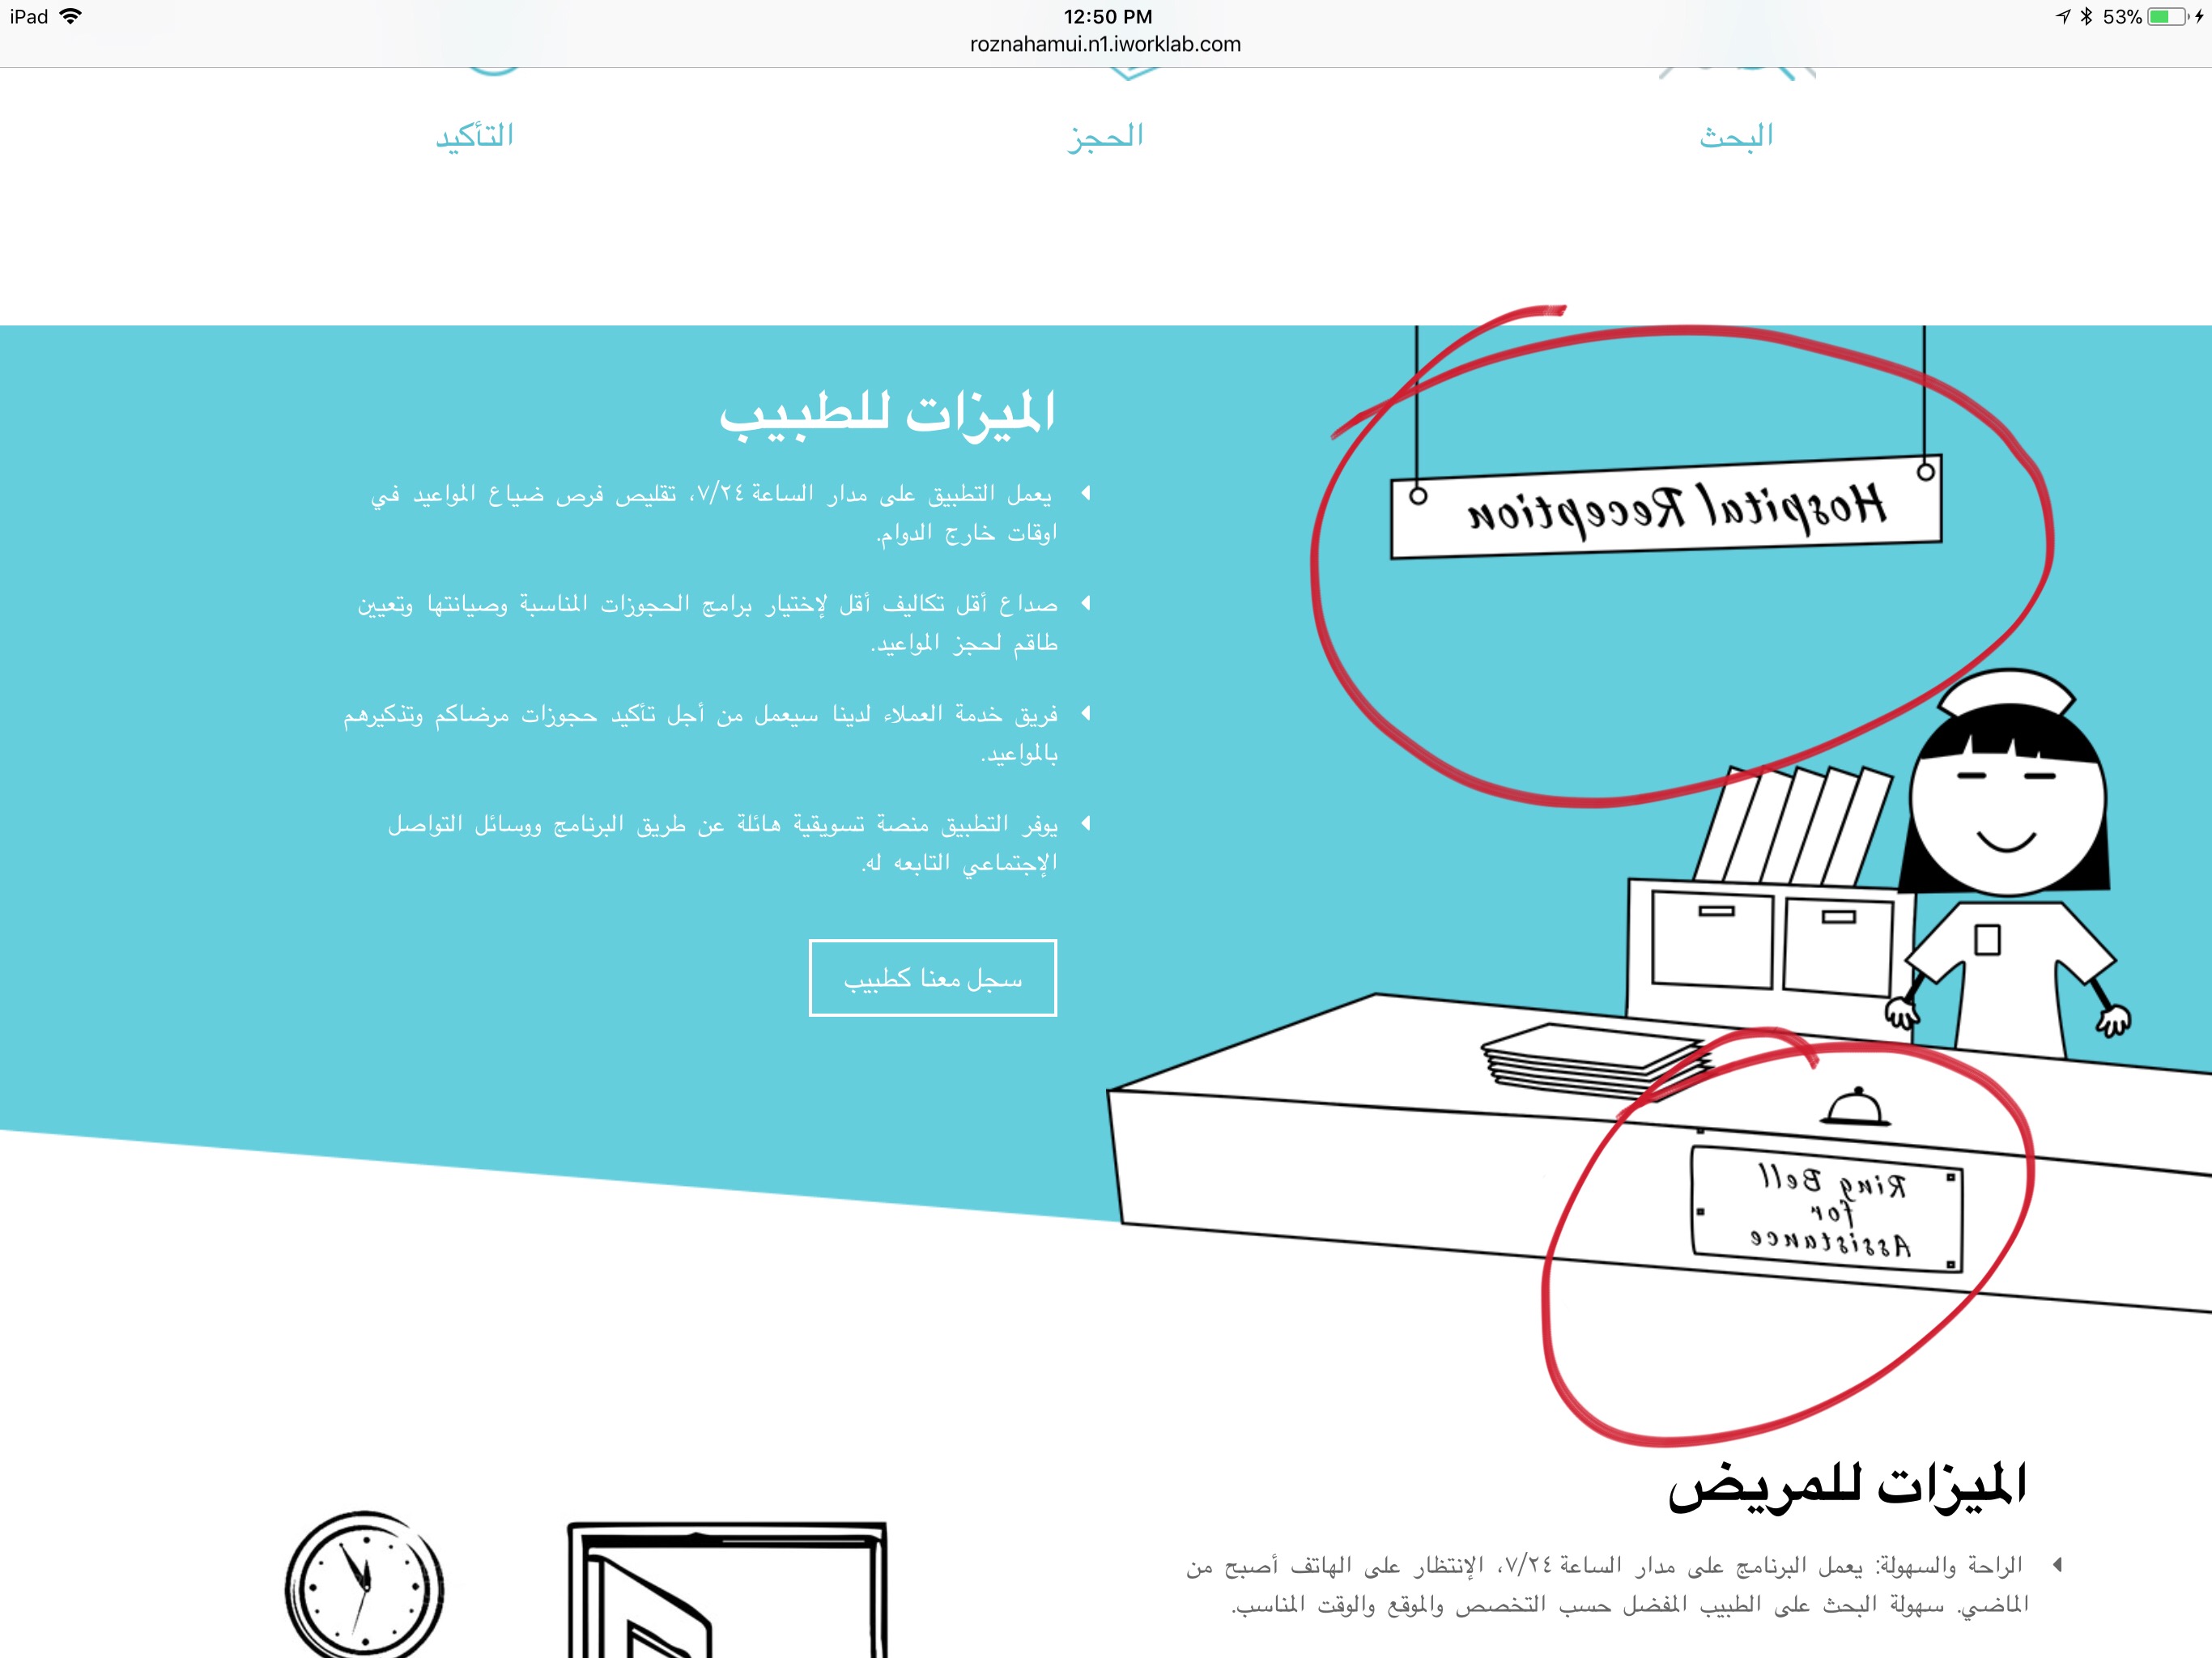 iPad
12:50 PM
53%
roznahamui.n1.iworklab.com
البحث
الحجز
التأكيد
Hospital Reception
الميزات للطبيب
يعمل التطبيق على مدار الساعة ٧/٢٤، تقليص فرص ضياع المواعيد في
اوقات خارج الدوام.
صداع أقل تكاليف أقل لإختيار برامج الحجوزات المناسبة وصيانتها وتعيين
طاقم لحجز المواعيد.
فريق خدمة العملاء لدينا سيعمل من أجل تأكيد حجوزات مرضاكم وتذكيرهم
بالمواعيد.
يوفر التطبيق منصة تسويقية هائلة عن طريق البرنامج ووسائل التواصل
الإجتماعي التابعه له.
سجل معنا كطبيب
Ring Bell
for
Assistance
الميزات للمريض
الراحة والسهولة: يعمل البرنامج على مدار الساعة ٧/٢٤، الإنتظار على الهاتف أصبح من
الماضي. سهولة البحث على الطبيب المفضل حسب التخصص والموقع والوقت المناسب.